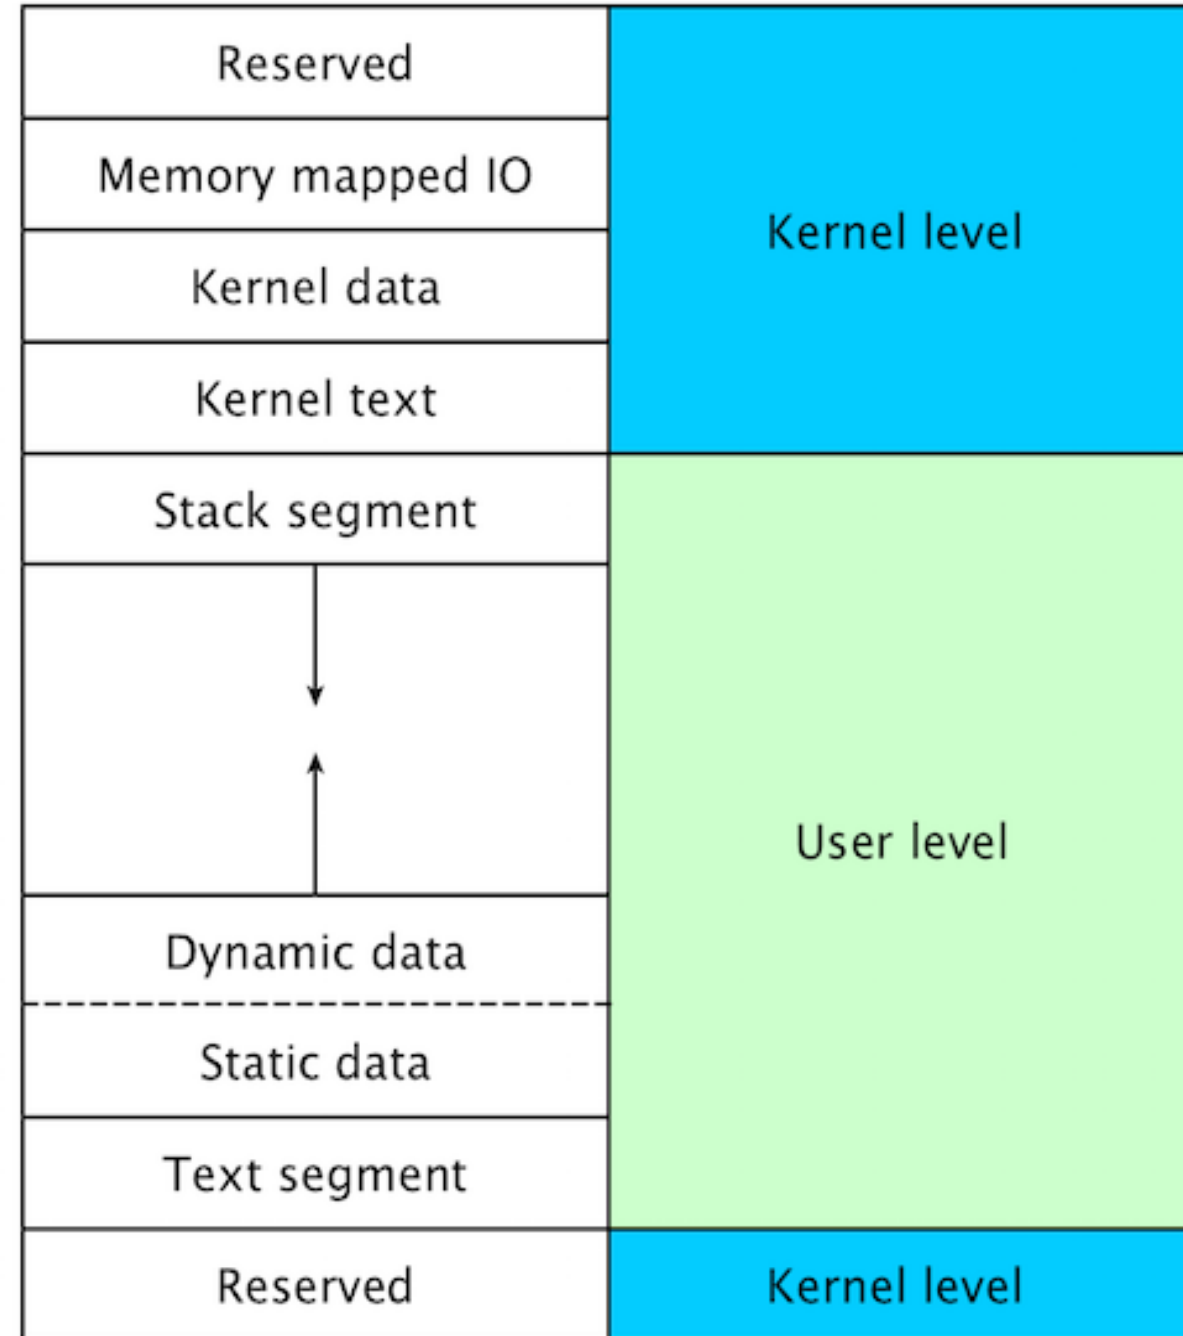 Reserved
Memory mapped IO
Kernel data
Kernel text
Stack segment
Dynamic data
Static data
Text segment
Reserved
Kernel level
User level
Kernel level